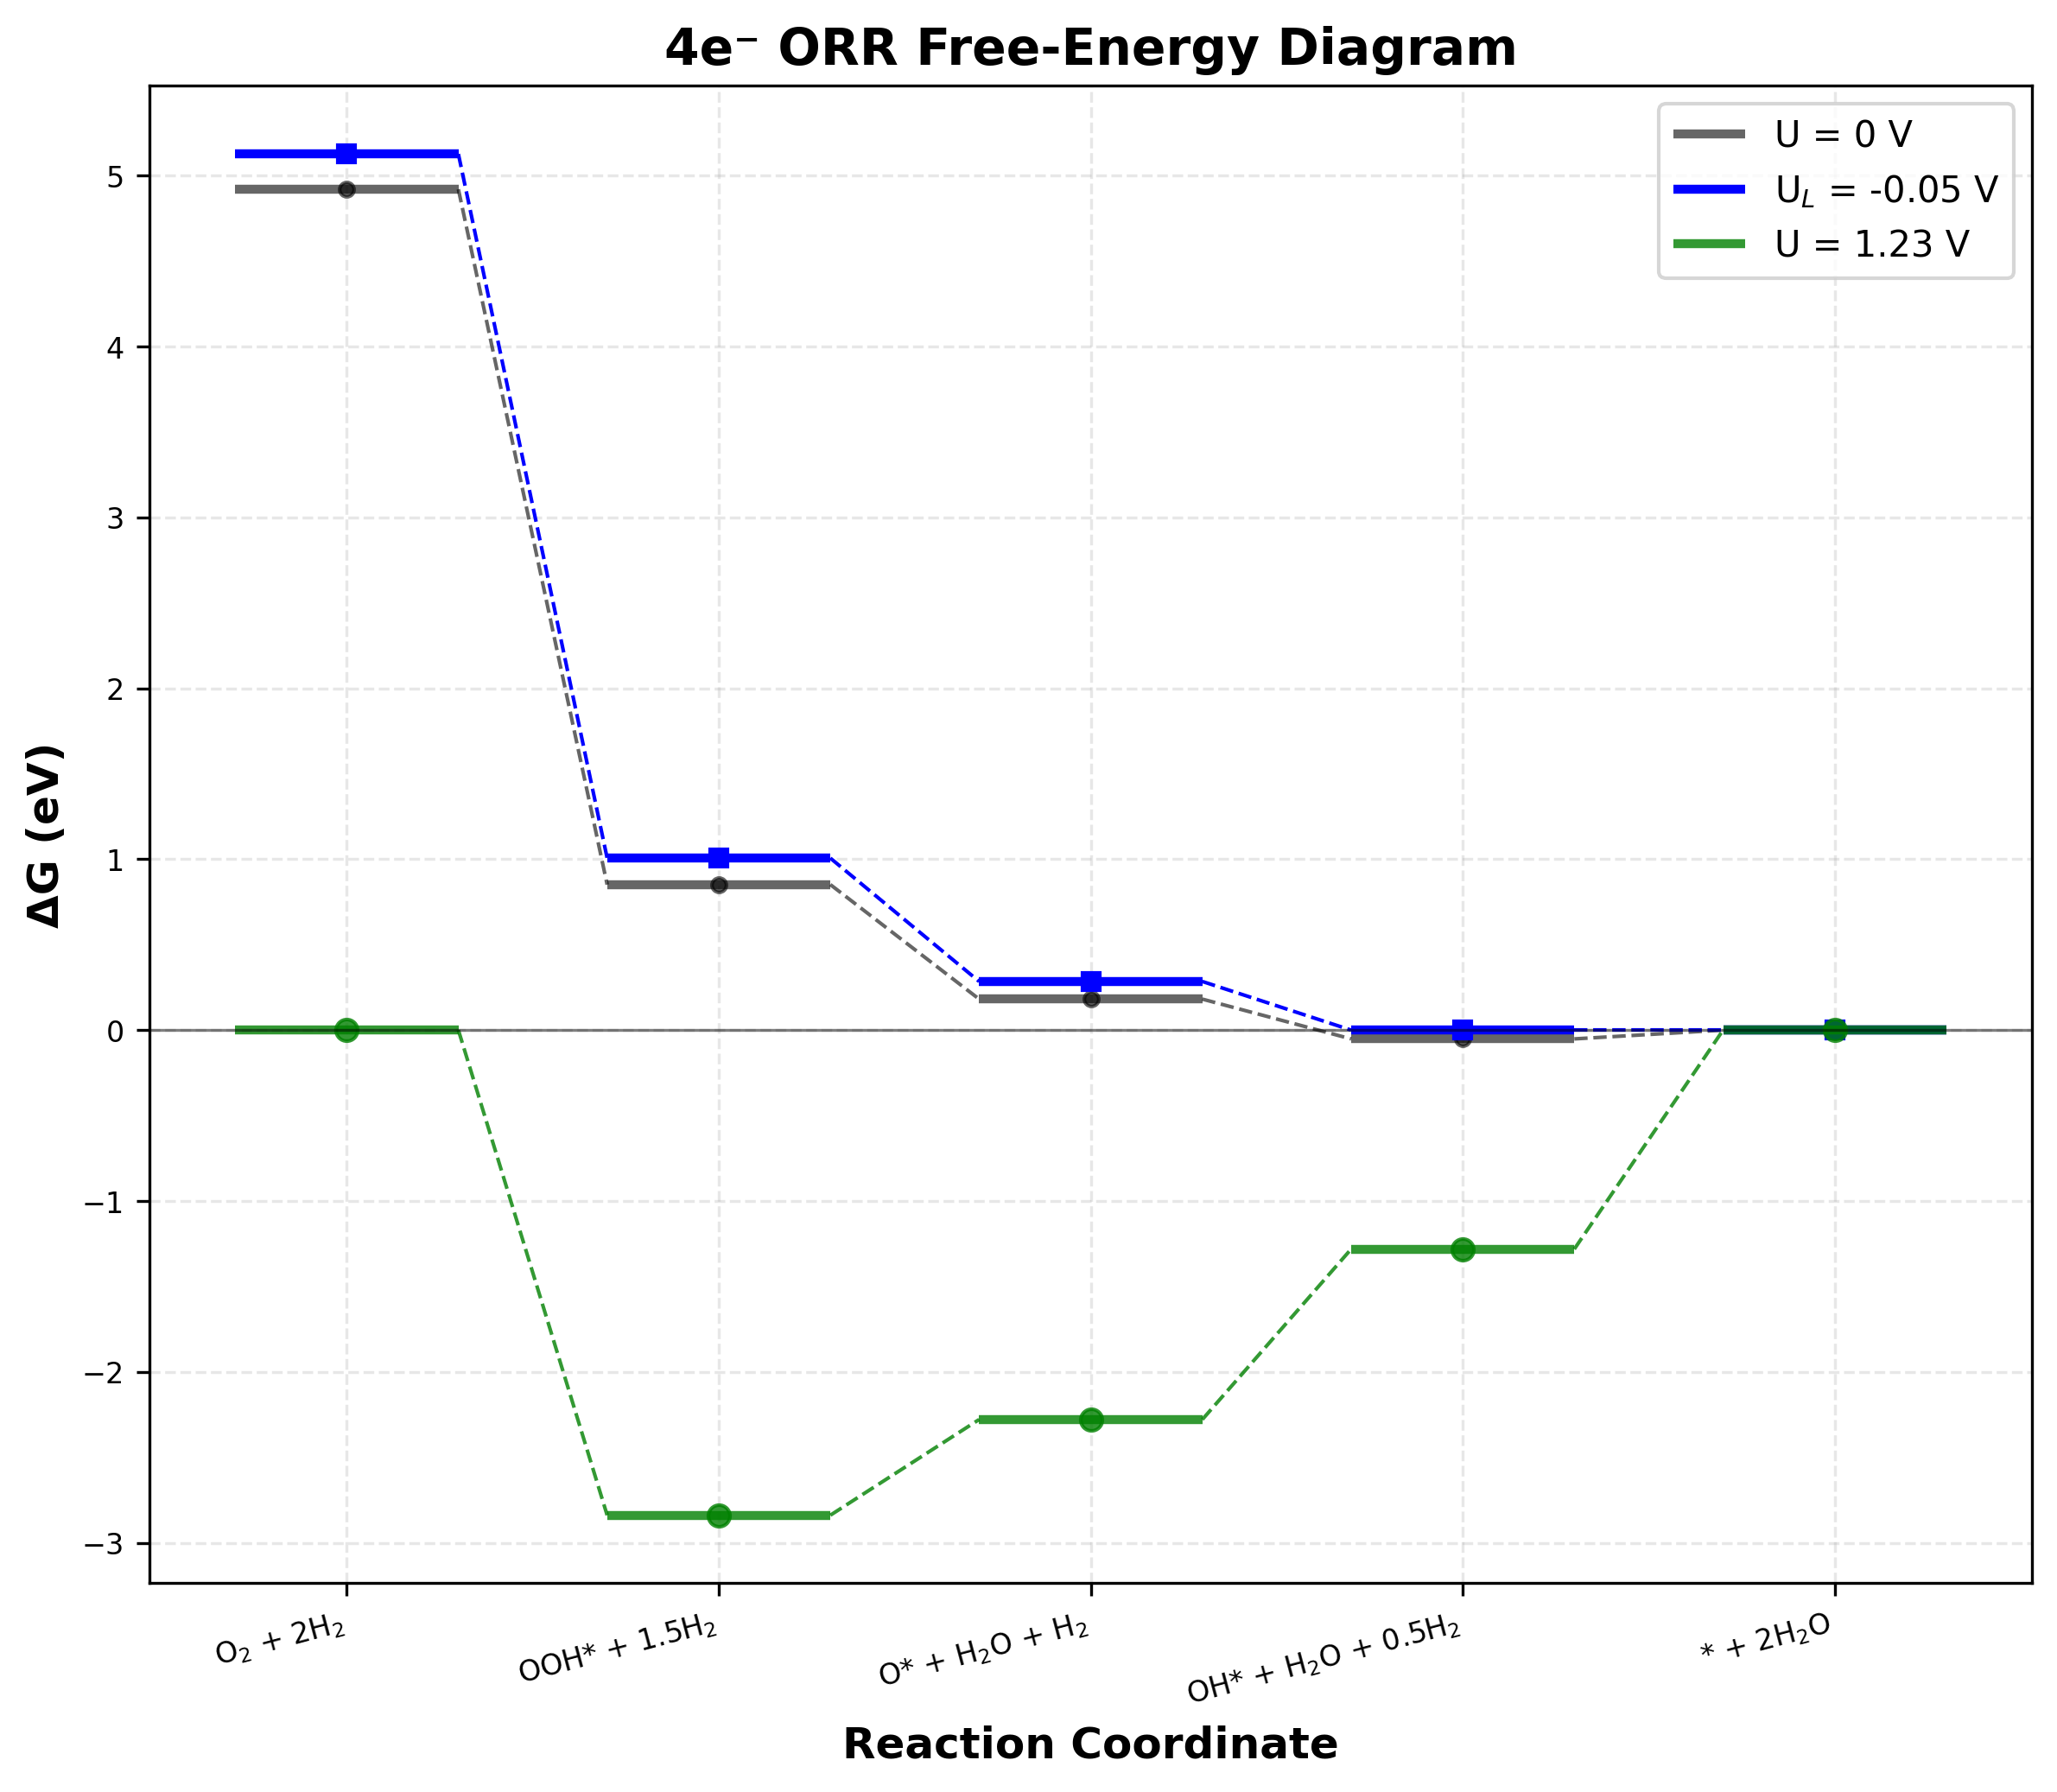 4e⁻ ORR Free-Energy Diagram
U = 0 V
U_L = -0.05 V
U = 1.23 V
ΔG (eV)
5
4
3
2
1
0
−1
−2
−3
O₂ + 2H₂
OOH* + 1.5H₂
O* + H₂O + H₂
OH* + H₂O + 0.5H₂
* + 2H₂O
Reaction Coordinate